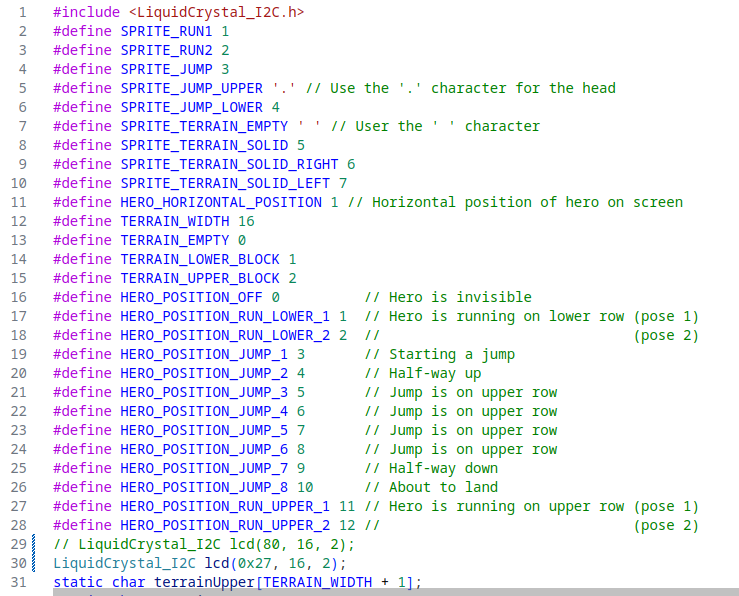 1 #include <LiquidCrystal_I2C.h>
2 #define SPRITE_RUN1 1
3 #define SPRITE_RUN2 2
4 #define SPRITE_JUMP 3
5 #define SPRITE_JUMP_UPPER '.' // Use the '.' character for the head
6 #define SPRITE_JUMP_LOWER 4
7 #define SPRITE_TERRAIN_EMPTY ' ' // User the ' ' character
8 #define SPRITE_TERRAIN_SOLID 5
9 #define SPRITE_TERRAIN_SOLID_RIGHT 6
10 #define SPRITE_TERRAIN_SOLID_LEFT 7
11 #define HERO_HORIZONTAL_POSITION 1 // Horizontal position of hero on screen
12 #define TERRAIN_WIDTH 16
13 #define TERRAIN_EMPTY 0
14 #define TERRAIN_LOWER_BLOCK 1
15 #define TERRAIN_UPPER_BLOCK 2
16 #define HERO_POSITION_OFF 0          // Hero is invisible
17 #define HERO_POSITION_RUN_LOWER_1 1  // Hero is running on lower row (pose 1)
18 #define HERO_POSITION_RUN_LOWER_2 2  //                              (pose 2)
19 #define HERO_POSITION_JUMP_1 3       // Starting a jump
20 #define HERO_POSITION_JUMP_2 4       // Half-way up
21 #define HERO_POSITION_JUMP_3 5       // Jump is on upper row
22 #define HERO_POSITION_JUMP_4 6       // Jump is on upper row
23 #define HERO_POSITION_JUMP_5 7       // Jump is on upper row
24 #define HERO_POSITION_JUMP_6 8       // Jump is on upper row
25 #define HERO_POSITION_JUMP_7 9       // Half-way down
26 #define HERO_POSITION_JUMP_8 10      // About to land
27 #define HERO_POSITION_RUN_UPPER_1 11 // Hero is running on upper row (pose 1)
28 #define HERO_POSITION_RUN_UPPER_2 12 //                              (pose 2)
29 // LiquidCrystal_I2C lcd(80, 16, 2);
30 LiquidCrystal_I2C lcd(0x27, 16, 2);
31 static char terrainUpper[TERRAIN_WIDTH + 1];